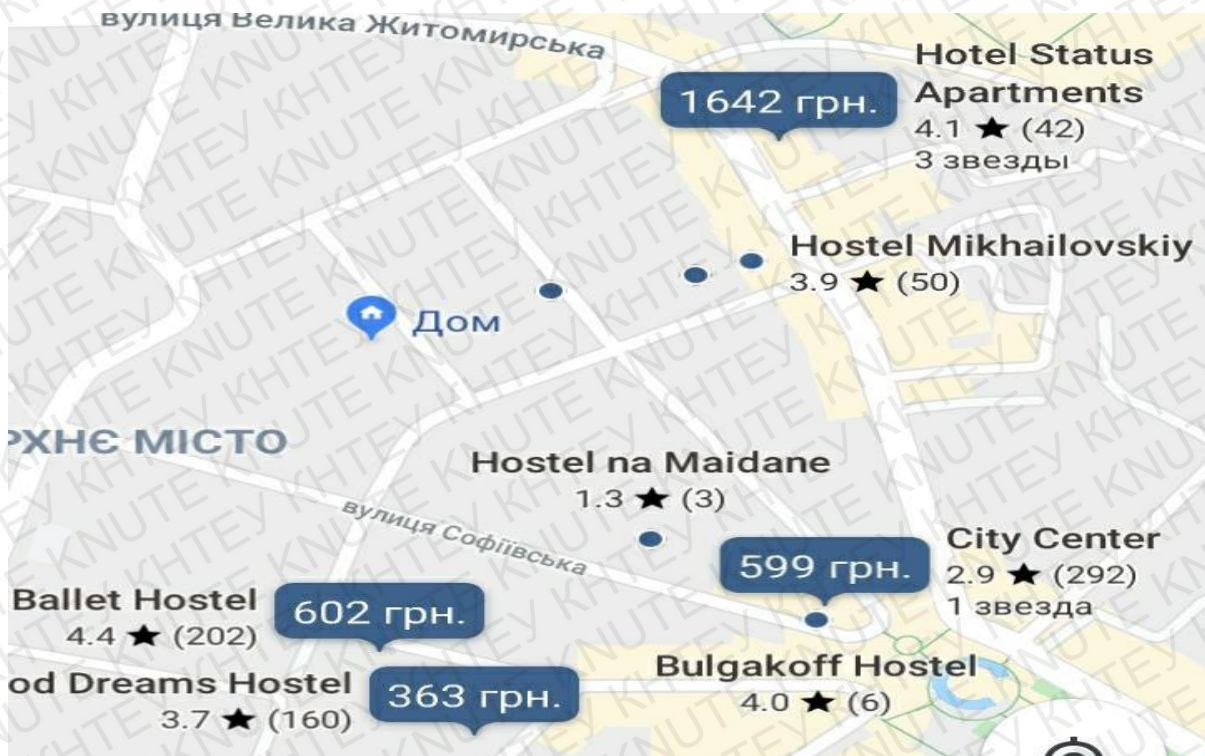 вулиця Велика Житомирська
Hotel Status
Apartments
1642 грн.
4.1 ★ (42)
3 звезды
Hostel Mikhailovskiy
3.9 ★ (50)
Дом
РХНЄ МІСТО
Hostel na Maidane
1.3 ★ (3)
вулиця Софіївська
City Center
599 грн.
2.9 ★ (292)
1 звезда
Ballet Hostel
602 грн.
4.4 ★ (202)
Bulgakoff Hostel
4.0 ★ (6)
od Dreams Hostel
363 грн.
3.7 ★ (160)
КНТЕУ KNUTE